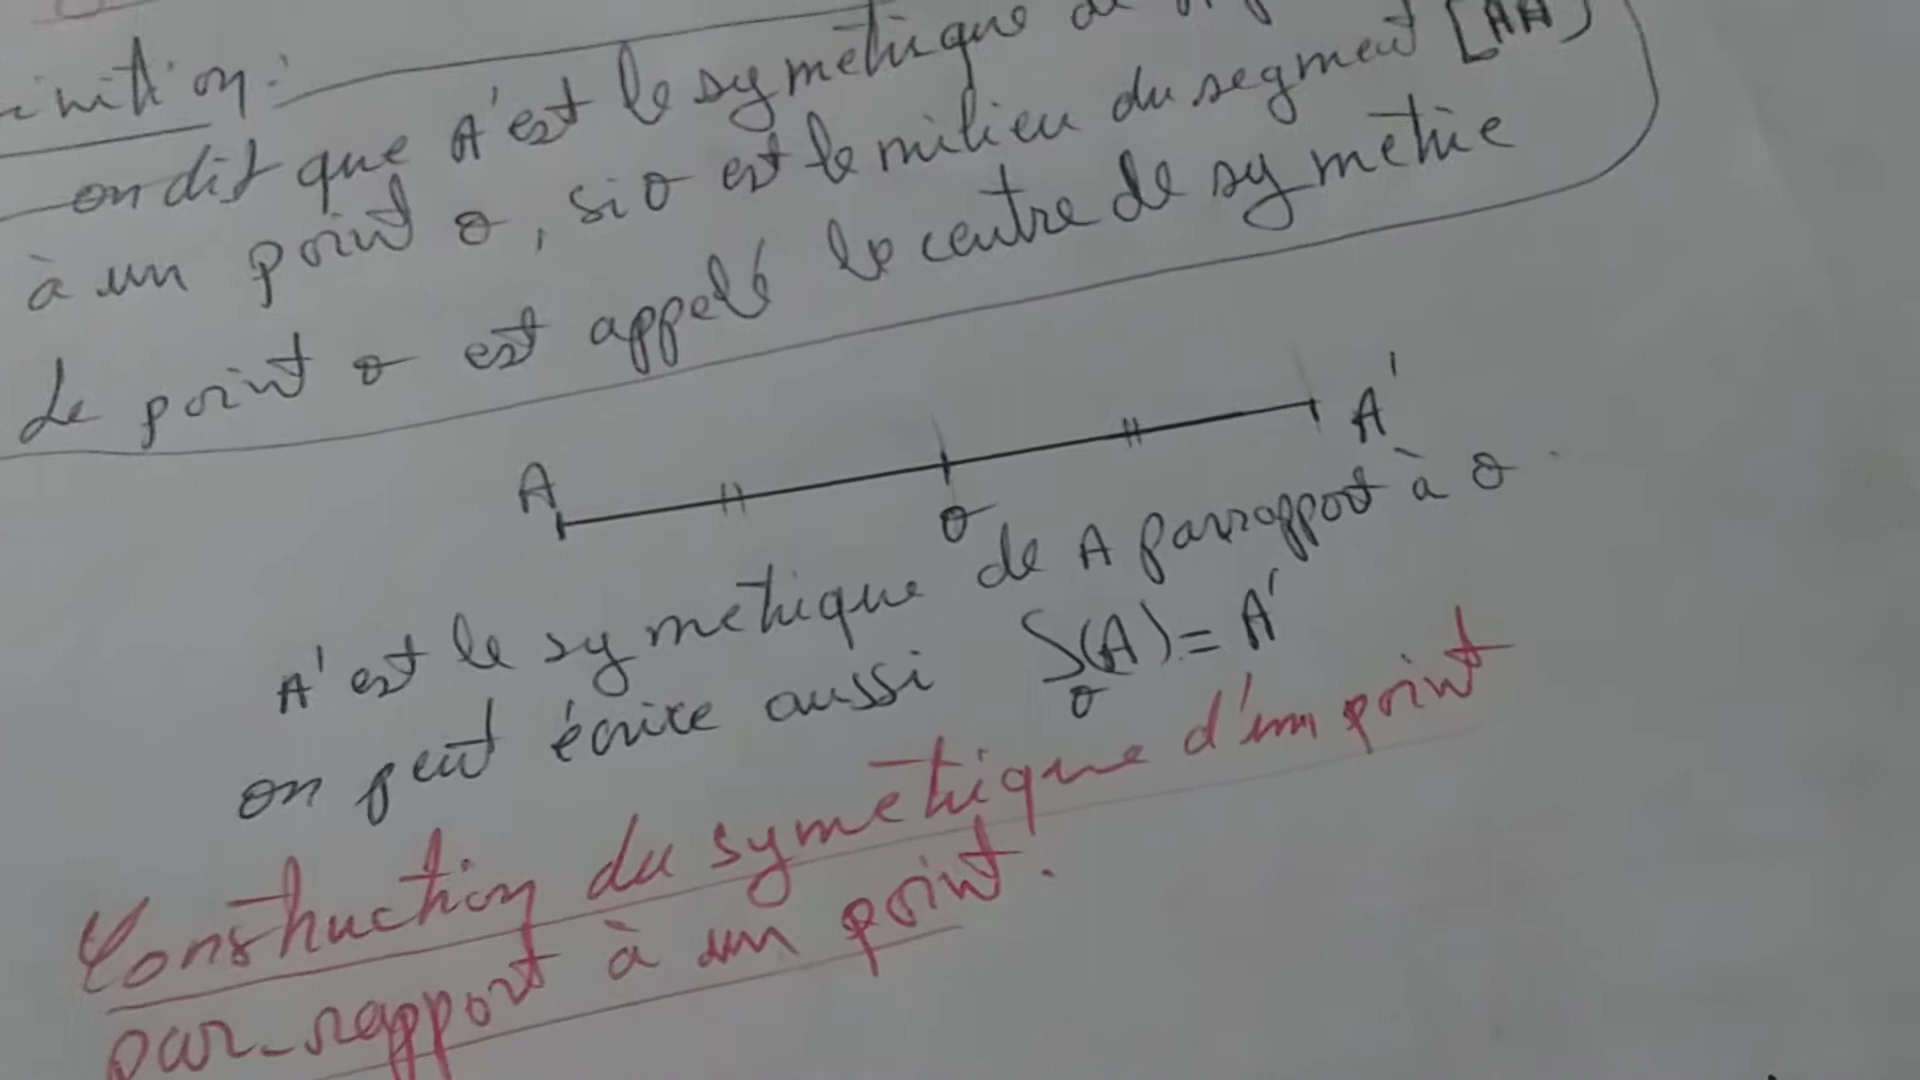 on dit que A' est le symétrique de
à un point O, si O est le milieu du segment [AA']
Le point O est appelé le centre de symétrie
A O A'
A' est le symétrique de A par rapport à O.
on peut écrire aussi S_O(A) = A'
Construction du symétrique d'un point
par-rapport à un point.